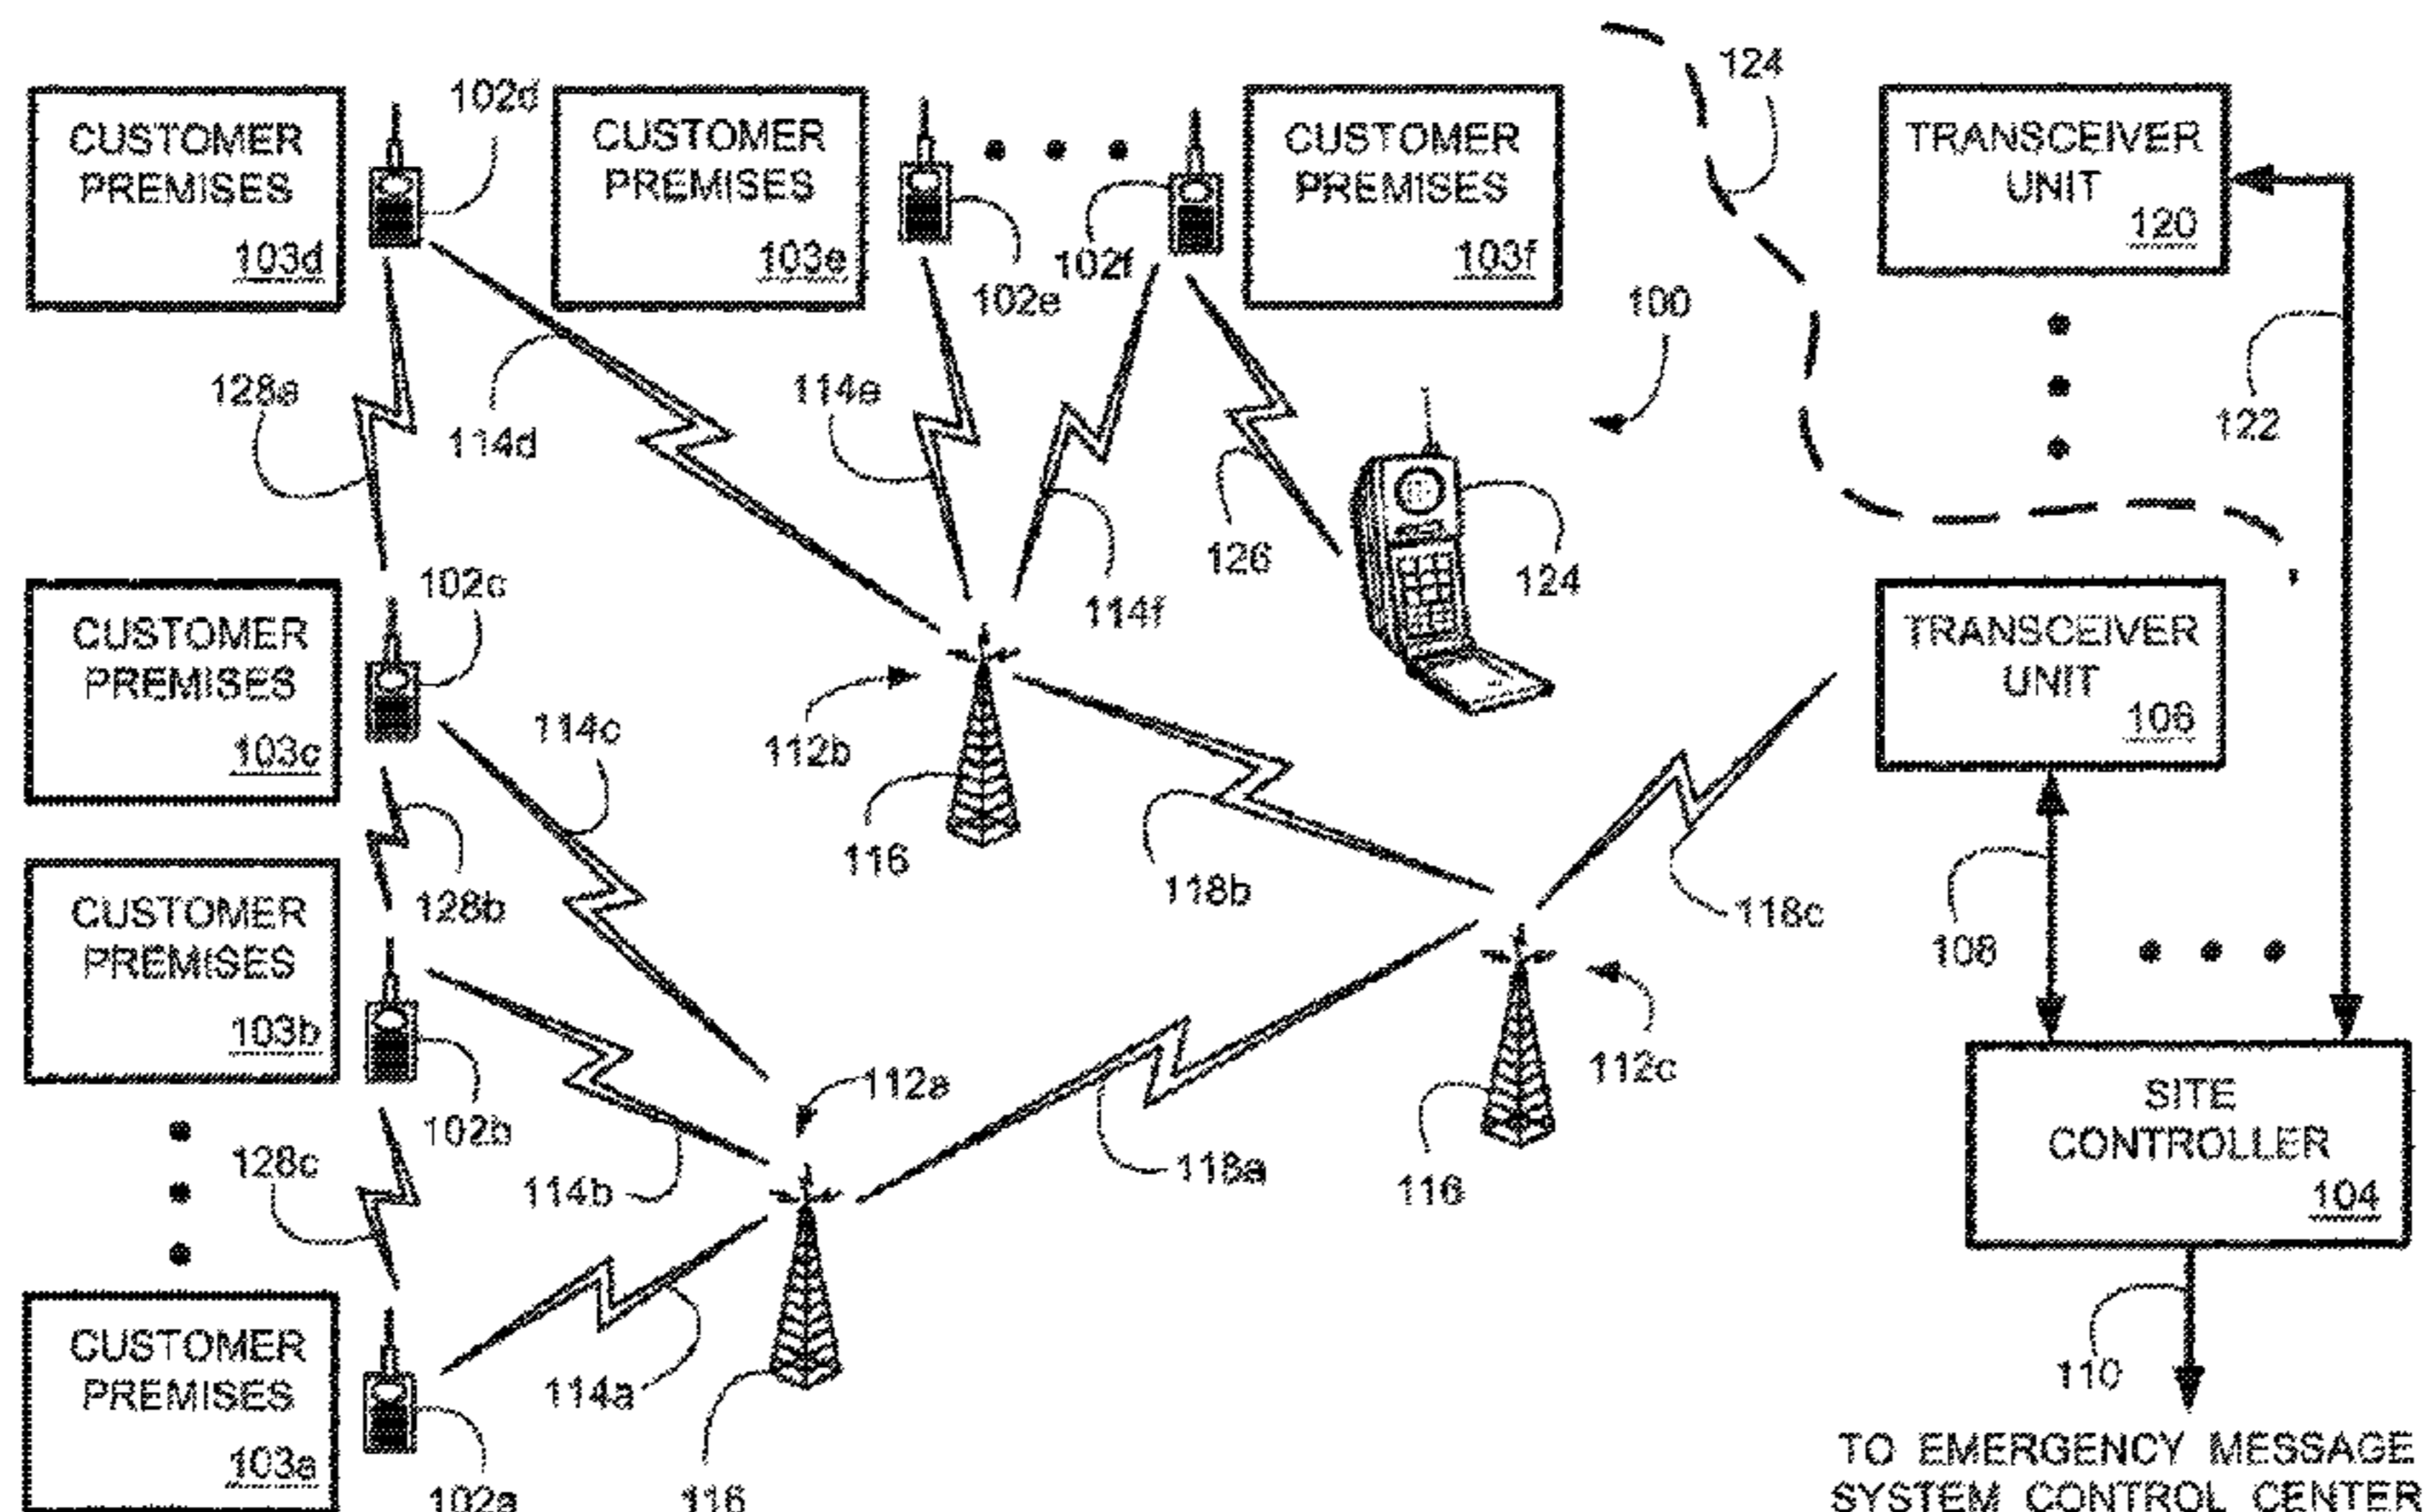 CUSTOMER
PREMISES
103d
102d
CUSTOMER
PREMISES
103e
102e
102f
CUSTOMER
PREMISES
103f
124
TRANSCEIVER
UNIT
120
100
122
128a
114d
114e
114f
126
124
CUSTOMER
PREMISES
103c
102c
114c
112b
116
118b
TRANSCEIVER
UNIT
106
118c
108
CUSTOMER
PREMISES
103b
128b
102b
128c
114b
112a
118a
112c
116
SITE
CONTROLLER
104
110
CUSTOMER
PREMISES
103a
102a
114a
116
TO EMERGENCY MESSAGE
SYSTEM CONTROL CENTER